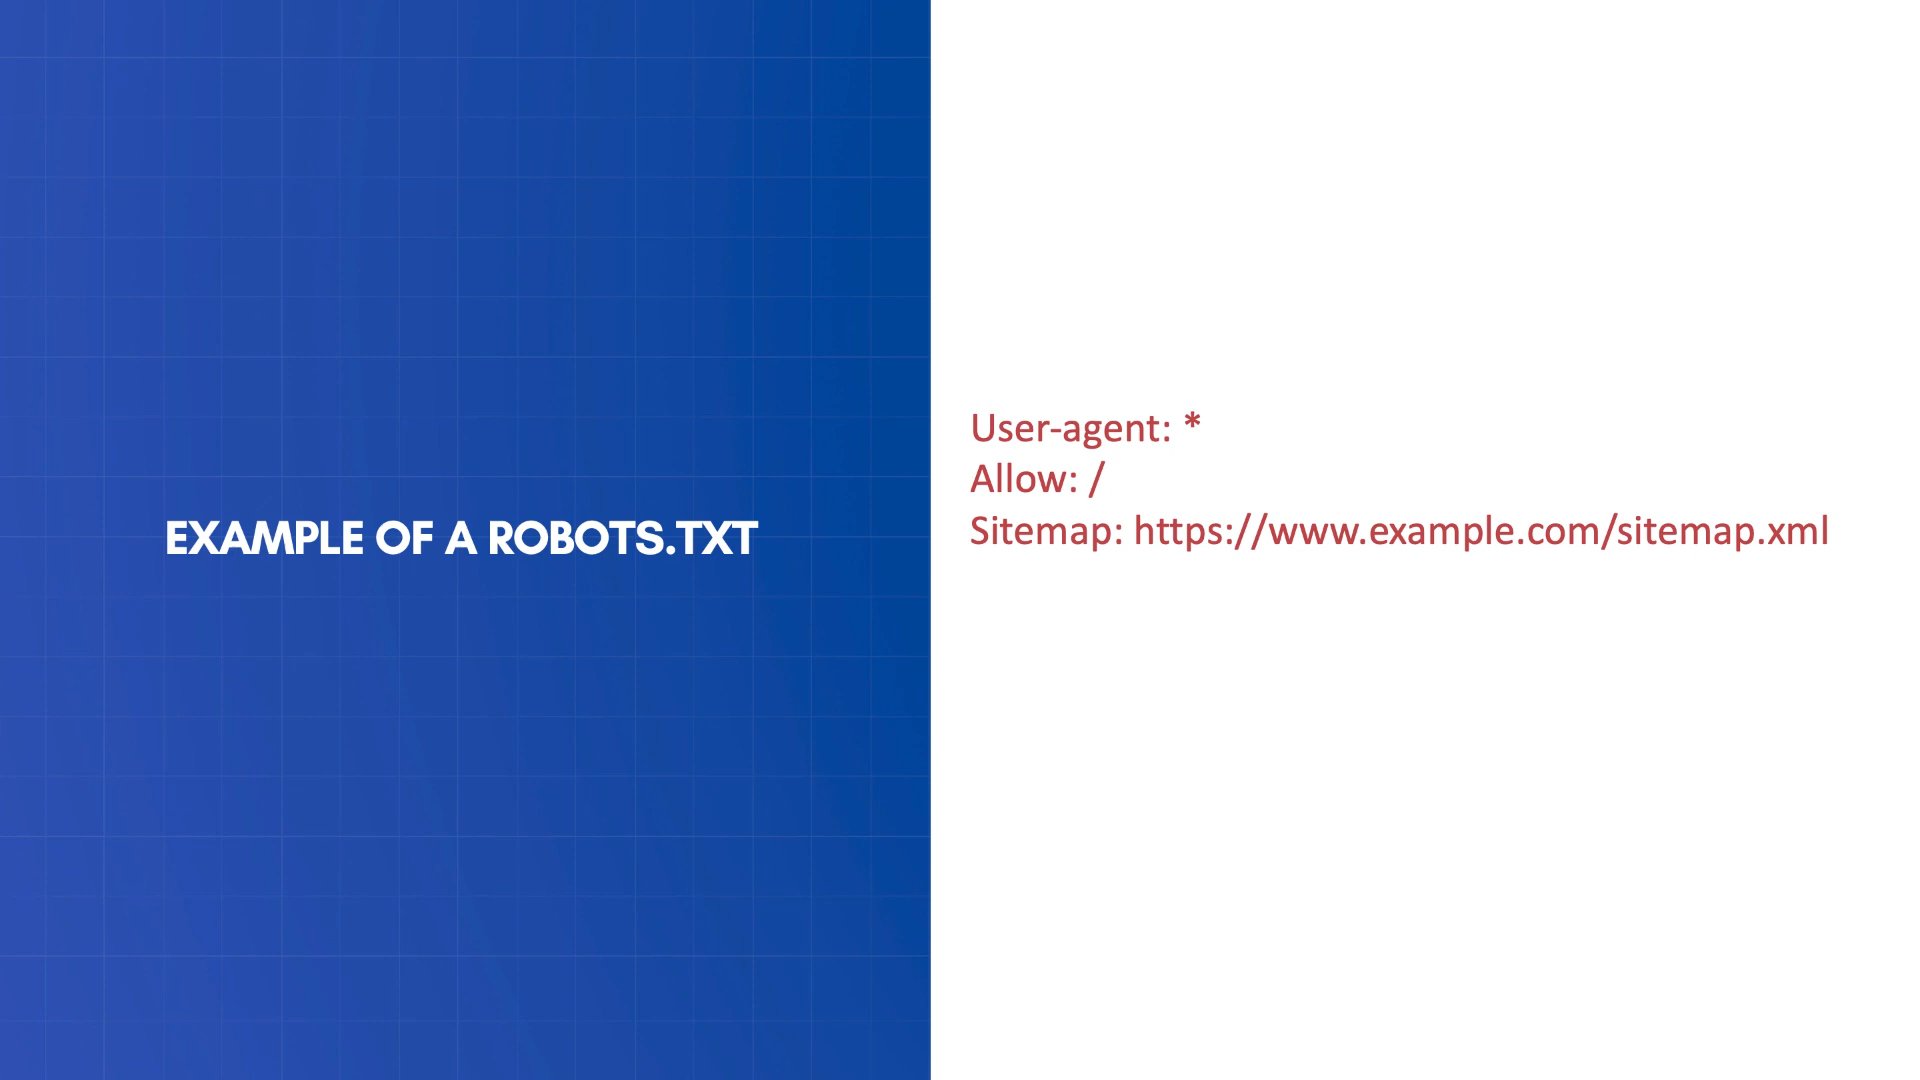 EXAMPLE OF A ROBOTS.TXT
User-agent: *
Allow: /
Sitemap: https://www.example.com/sitemap.xml